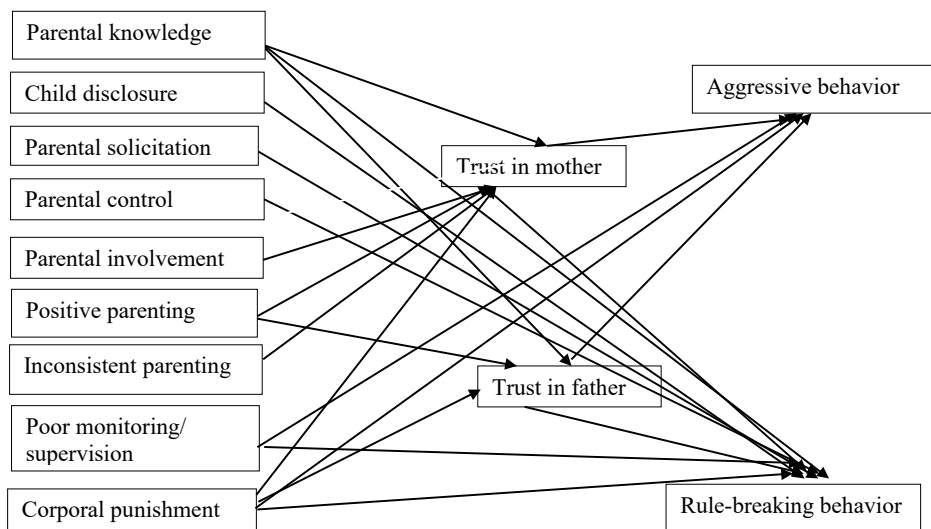 Parental knowledge
Child disclosure
Parental solicitation
Parental control
Parental involvement
Positive parenting
Inconsistent parenting
Poor monitoring/
supervision
Corporal punishment
Trust in mother
Trust in father
Aggressive behavior
Rule-breaking behavior